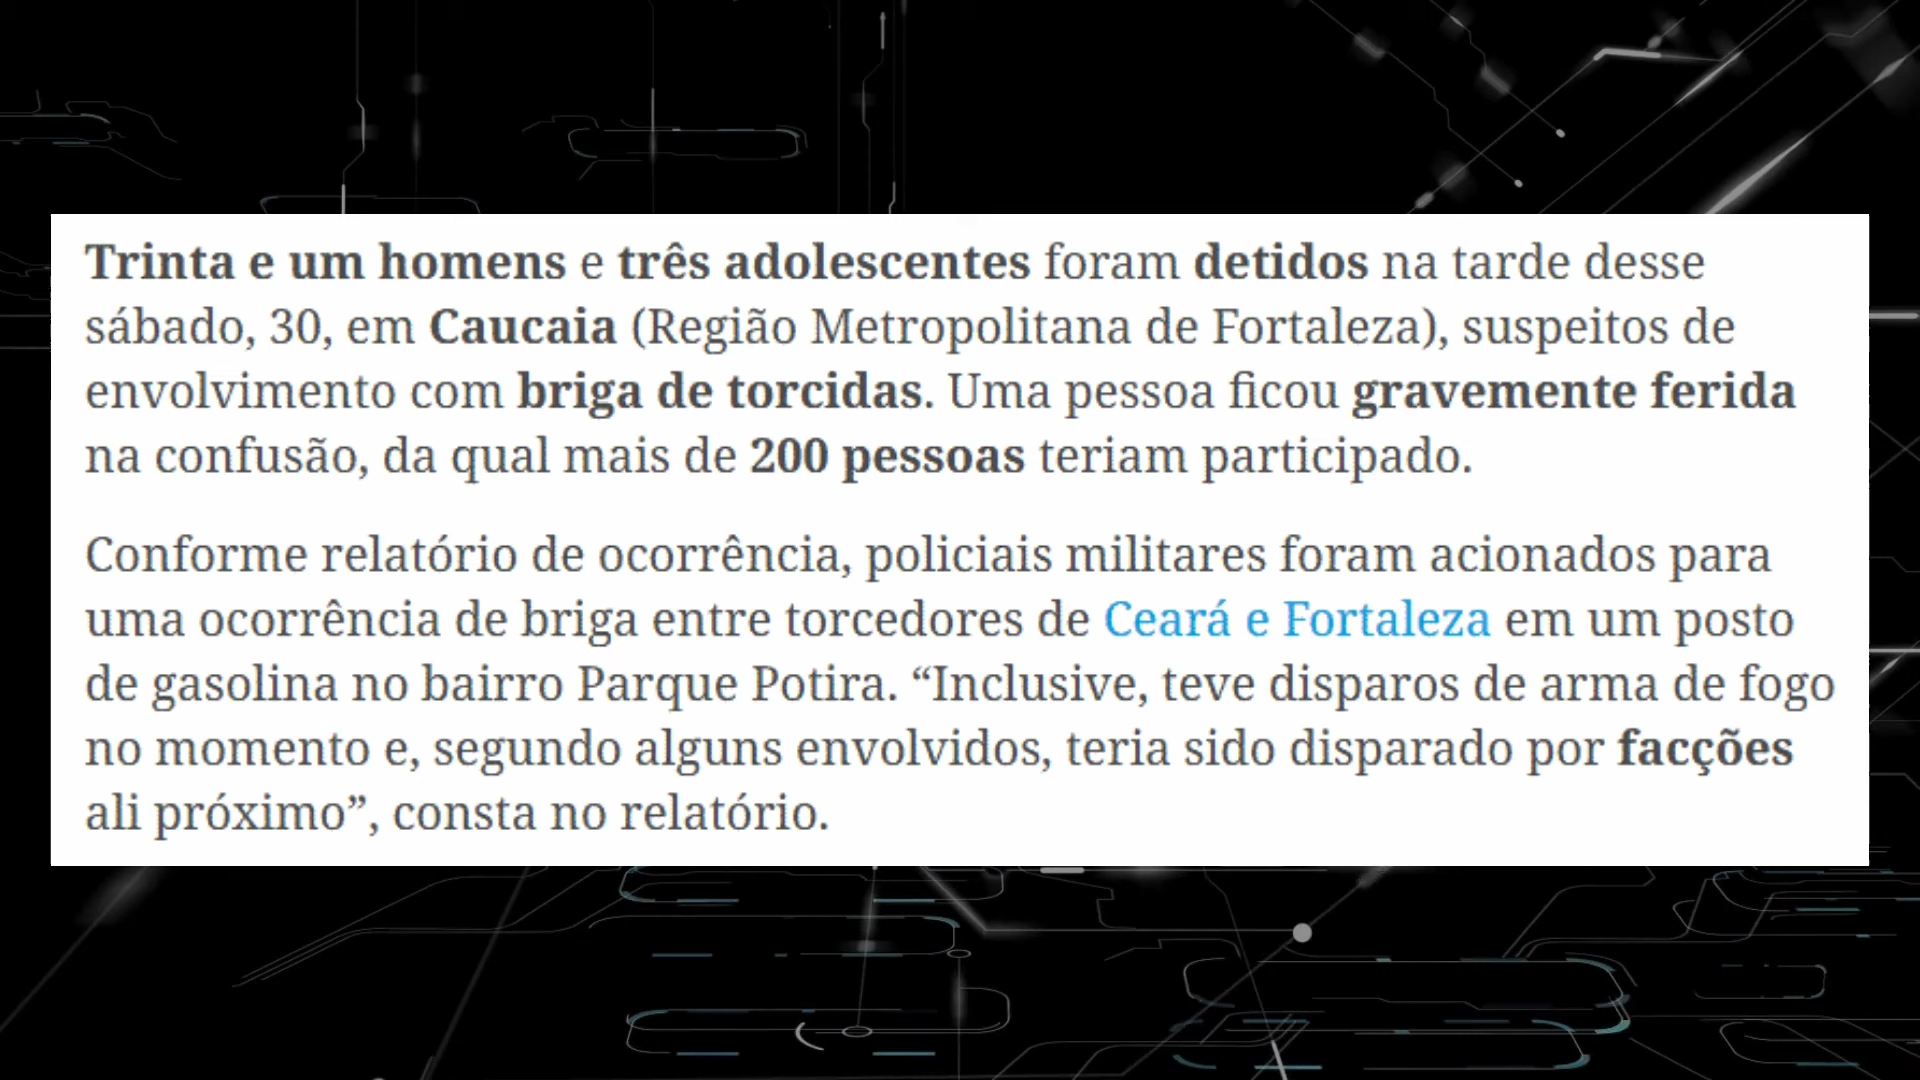 Trinta e um homens e três adolescentes foram detidos na tarde desse
sábado, 30, em Caucaia (Região Metropolitana de Fortaleza), suspeitos de
envolvimento com briga de torcidas. Uma pessoa ficou gravemente ferida
na confusão, da qual mais de 200 pessoas teriam participado.
Conforme relatório de ocorrência, policiais militares foram acionados para
uma ocorrência de briga entre torcedores de Ceará e Fortaleza em um posto
de gasolina no bairro Parque Potira. “Inclusive, teve disparos de arma de fogo
no momento e, segundo alguns envolvidos, teria sido disparado por facções
ali próximo”, consta no relatório.